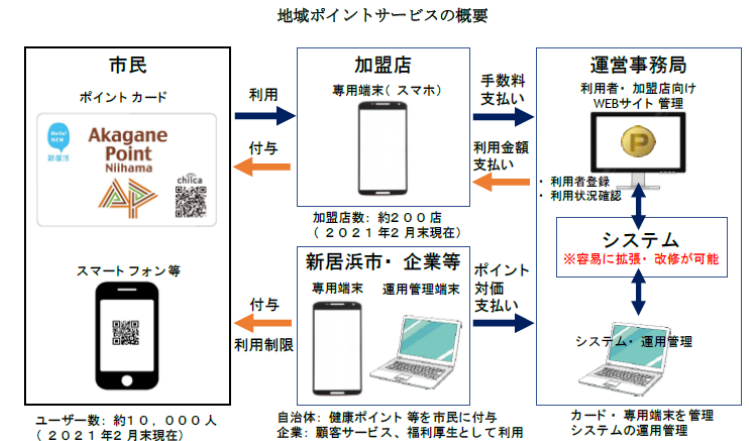 地域ポイントサービスの概要
市民
ポイントカード
Hello!
NEW
新居浜
Akagane
Point
Niihama
chiica
スマートフォン等
ユーザー数：約１０，０００人
（２０２１年２月末現在）
利用
付与
付与
利用制限
加盟店
専用端末（スマホ）
加盟店数：約２００店
（２０２１年２月末現在）
新居浜市・企業等
専用端末
運用管理端末
自治体：健康ポイント等を市民に付与
企業：顧客サービス、福利厚生として利用
手数料
支払い
利用金額
支払い
ポイント
対価
支払い
運営事務局
利用者・加盟店向け
WEBサイト管理
P
・利用者登録
・利用状況確認
システム
※容易に拡張・改修が可能
システム・運用管理
カード・専用端末を管理
システムの運用管理